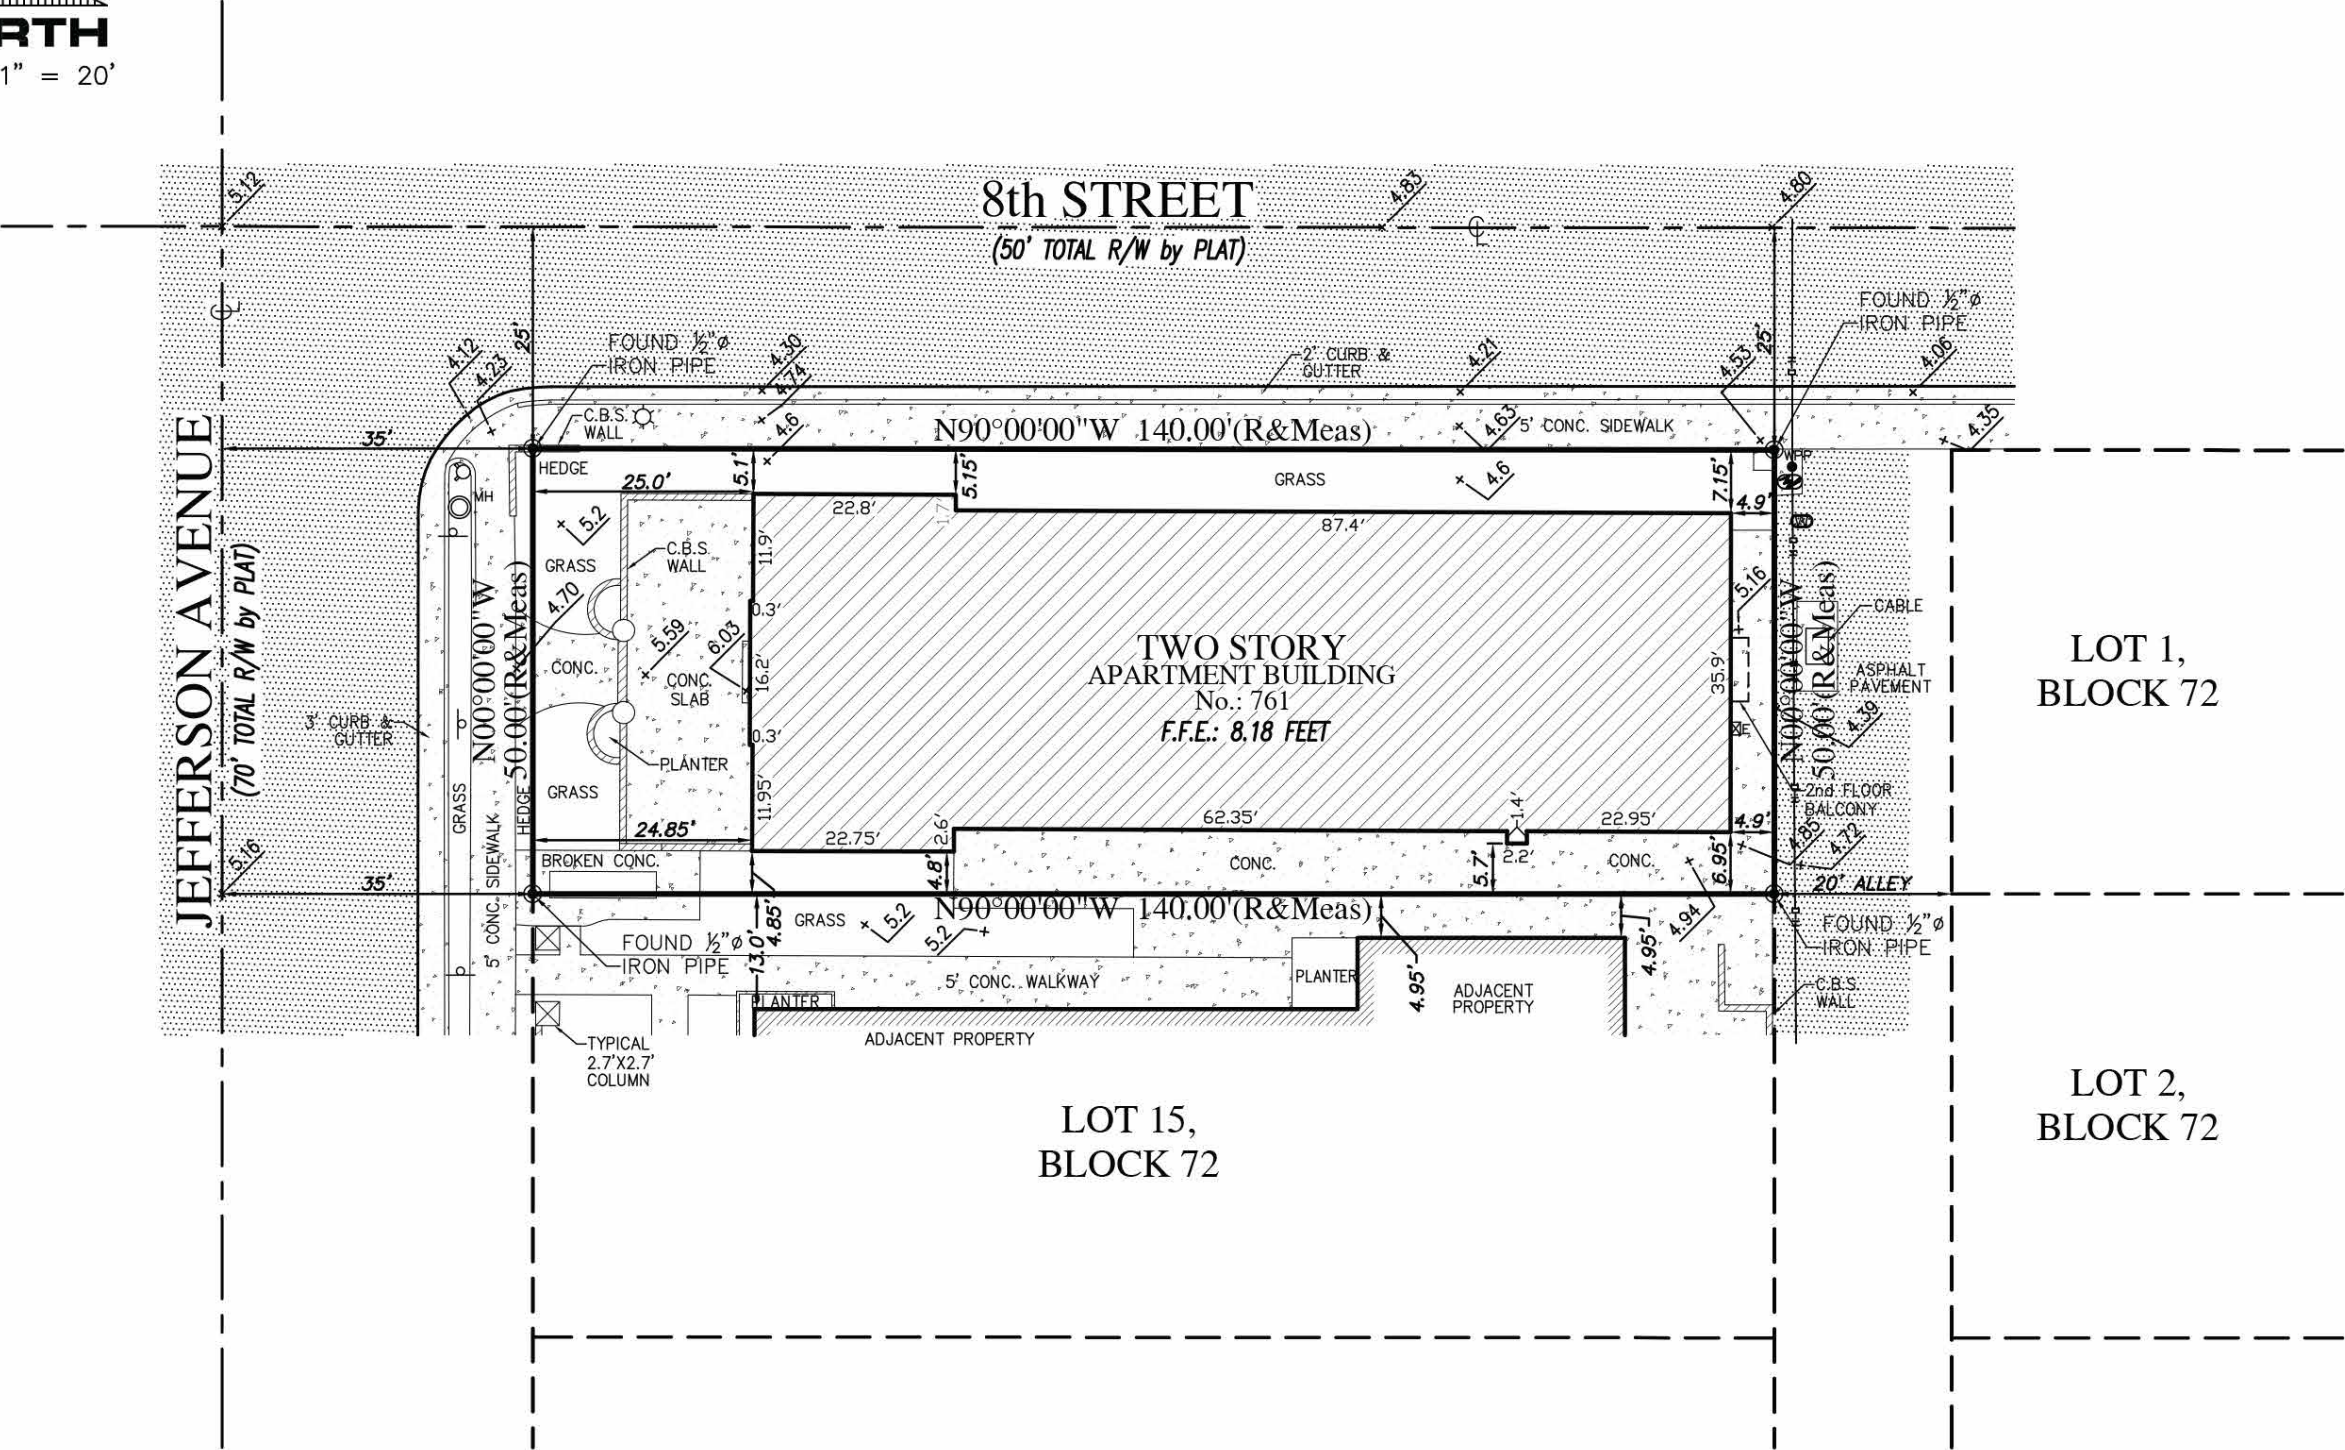 RTH
1" = 20'
5.12
8th STREET
(50' TOTAL R/W by PLAT)
4.83
4.80
25'
FOUND ½"ø
IRON PIPE
4.12
4.23
4.30
4.74
4.6
2' CURB &
GUTTER
4.21
4.53
25'
FOUND ½"ø
IRON PIPE
4.06
4.35
35'
C.B.S.
WALL
N90°00'00"W 140.00'(R&Meas)
4.63
5' CONC. SIDEWALK
JEFFERSON AVENUE
(70' TOTAL R/W by PLAT)
HEDGE
MH
25.0'
5.1'
5.15'
GRASS
4.6
7.15'
4.9'
WPP
22.8'
1.7'
87.4'
5.2
GRASS
C.B.S.
WALL
11.9'
0.3'
4.70
5.59
6.03
CONC.
CONC.
SLAB
16.2'
0.3'
N00°00'00"W
50.00'(R&Meas)
TWO STORY
APARTMENT BUILDING
No.: 761
F.F.E.: 8.18 FEET
35.9'
5.16
N00°00'00"W
50.00'(R&Meas)
CABLE
ASPHALT
PAVEMENT
4.39
E
LOT 1,
BLOCK 72
3' CURB &
GUTTER
PLANTER
GRASS
GRASS
HEDGE
5' CONC. SIDEWALK
11.95'
24.85'
22.75'
2.6'
62.35'
1.4'
22.95'
4.9'
2nd FLOOR
BALCONY
4.85
4.72
5.16
35'
BROKEN CONC.
4.8'
CONC.
5.7'
2.2'
CONC.
6.95'
20' ALLEY
N90°00'00"W 140.00'(R&Meas)
4.85'
13.0'
GRASS
5.2
5.2
4.94
4.95'
4.95'
FOUND ½"ø
IRON PIPE
FOUND ½"ø
IRON PIPE
5' CONC. WALKWAY
PLANTER
PLANTER
ADJACENT
PROPERTY
C.B.S.
WALL
ADJACENT PROPERTY
TYPICAL
2.7'X2.7'
COLUMN
LOT 15,
BLOCK 72
LOT 2,
BLOCK 72